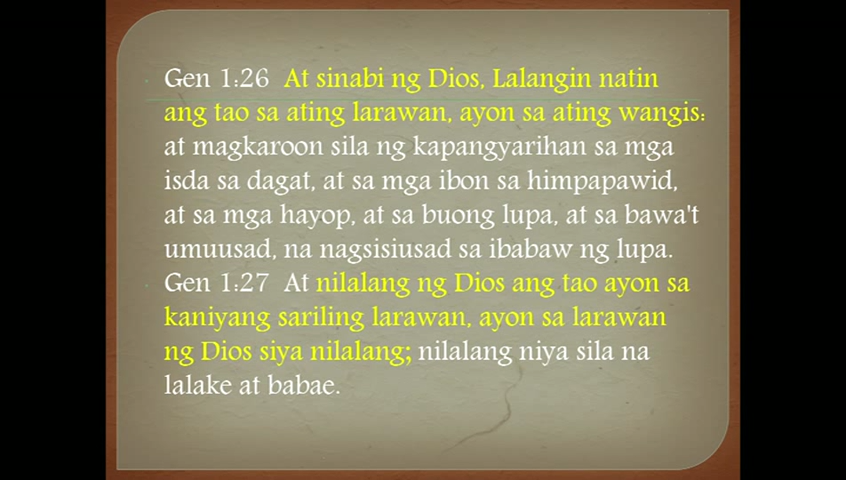 Gen 1:26 At sinabi ng Dios, Lalangin natin
ang tao sa ating larawan, ayon sa ating wangis:
at magkaroon sila ng kapangyarihan sa mga
isda sa dagat, at sa mga ibon sa himpapawid,
at sa mga hayop, at sa buong lupa, at sa bawa't
umuusad, na nagsisiusad sa ibabaw ng lupa.
Gen 1:27 At nilalang ng Dios ang tao ayon sa
kaniyang sariling larawan, ayon sa larawan
ng Dios siya nilalang; nilalang niya sila na
lalake at babae.